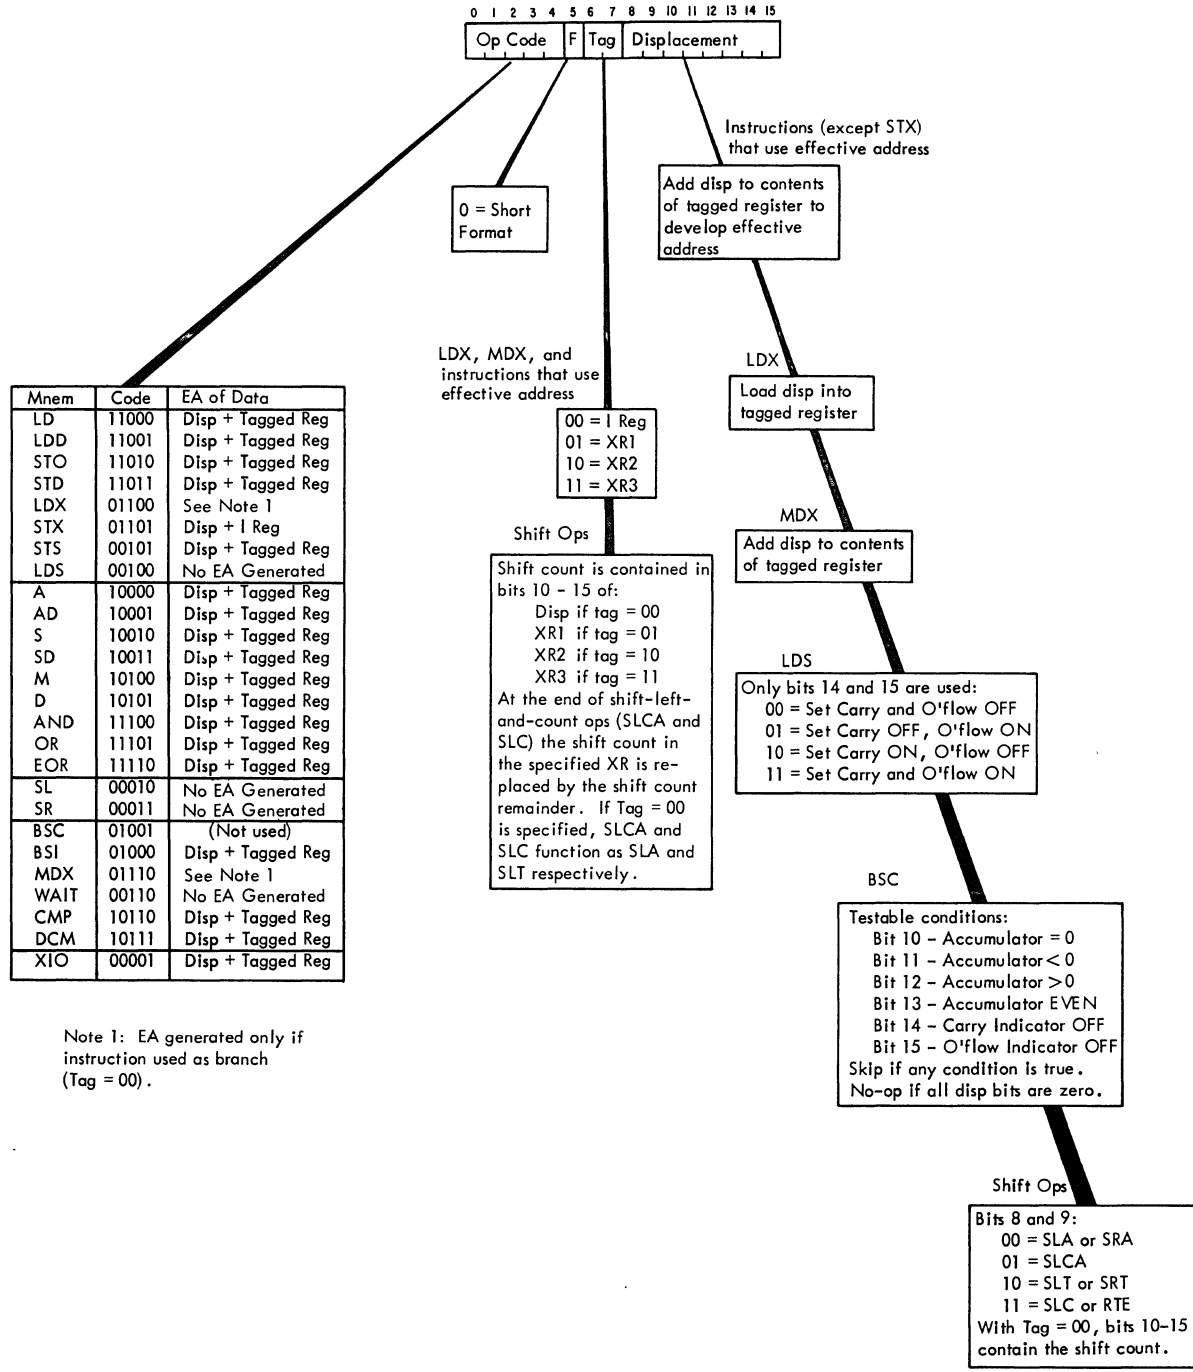 0 1 2 3 4 5 6 7 8 9 10 11 12 13 14 15
Op Code F Tag Displacement
Instructions (except STX)
that use effective address
Add disp to contents
of tagged register to
develop effective
address
0 = Short
Format
LDX, MDX, and
instructions that use
effective address
00 = I Reg
01 = XR1
10 = XR2
11 = XR3
LDX
Load disp into
tagged register
Mnem Code EA of Data
LD 11000 Disp + Tagged Reg
LDD 11001 Disp + Tagged Reg
STO 11010 Disp + Tagged Reg
STD 11011 Disp + Tagged Reg
LDX 01100 See Note 1
STX 01101 Disp + I Reg
STS 00101 Disp + Tagged Reg
LDS 00100 No EA Generated
A 10000 Disp + Tagged Reg
AD 10001 Disp + Tagged Reg
S 10010 Disp + Tagged Reg
SD 10011 Disp + Tagged Reg
M 10100 Disp + Tagged Reg
D 10101 Disp + Tagged Reg
AND 11100 Disp + Tagged Reg
OR 11101 Disp + Tagged Reg
EOR 11110 Disp + Tagged Reg
SL 00010 No EA Generated
SR 00011 No EA Generated
BSC 01001 (Not used)
BSI 01000 Disp + Tagged Reg
MDX 01110 See Note 1
WAIT 00110 No EA Generated
CMP 10110 Disp + Tagged Reg
DCM 10111 Disp + Tagged Reg
XIO 00001 Disp + Tagged Reg
Note 1: EA generated only if
instruction used as branch
(Tag = 00).
Shift Ops
Shift count is contained in
bits 10 - 15 of:
Disp if tag = 00
XR1 if tag = 01
XR2 if tag = 10
XR3 if tag = 11
At the end of shift-left-
and-count ops (SLCA and
SLC) the shift count in
the specified XR is re-
placed by the shift count
remainder. If Tag = 00
is specified, SLCA and
SLC function as SLA and
SLT respectively.
MDX
Add disp to contents
of tagged register
LDS
Only bits 14 and 15 are used:
00 = Set Carry and O'flow OFF
01 = Set Carry OFF, O'flow ON
10 = Set Carry ON, O'flow OFF
11 = Set Carry and O'flow ON
BSC
Testable conditions:
Bit 10 - Accumulator = 0
Bit 11 - Accumulator < 0
Bit 12 - Accumulator > 0
Bit 13 - Accumulator EVEN
Bit 14 - Carry Indicator OFF
Bit 15 - O'flow Indicator OFF
Skip if any condition is true.
No-op if all disp bits are zero.
Shift Ops
Bits 8 and 9:
00 = SLA or SRA
01 = SLCA
10 = SLT or SRT
11 = SLC or RTE
With Tag = 00, bits 10-15
contain the shift count.